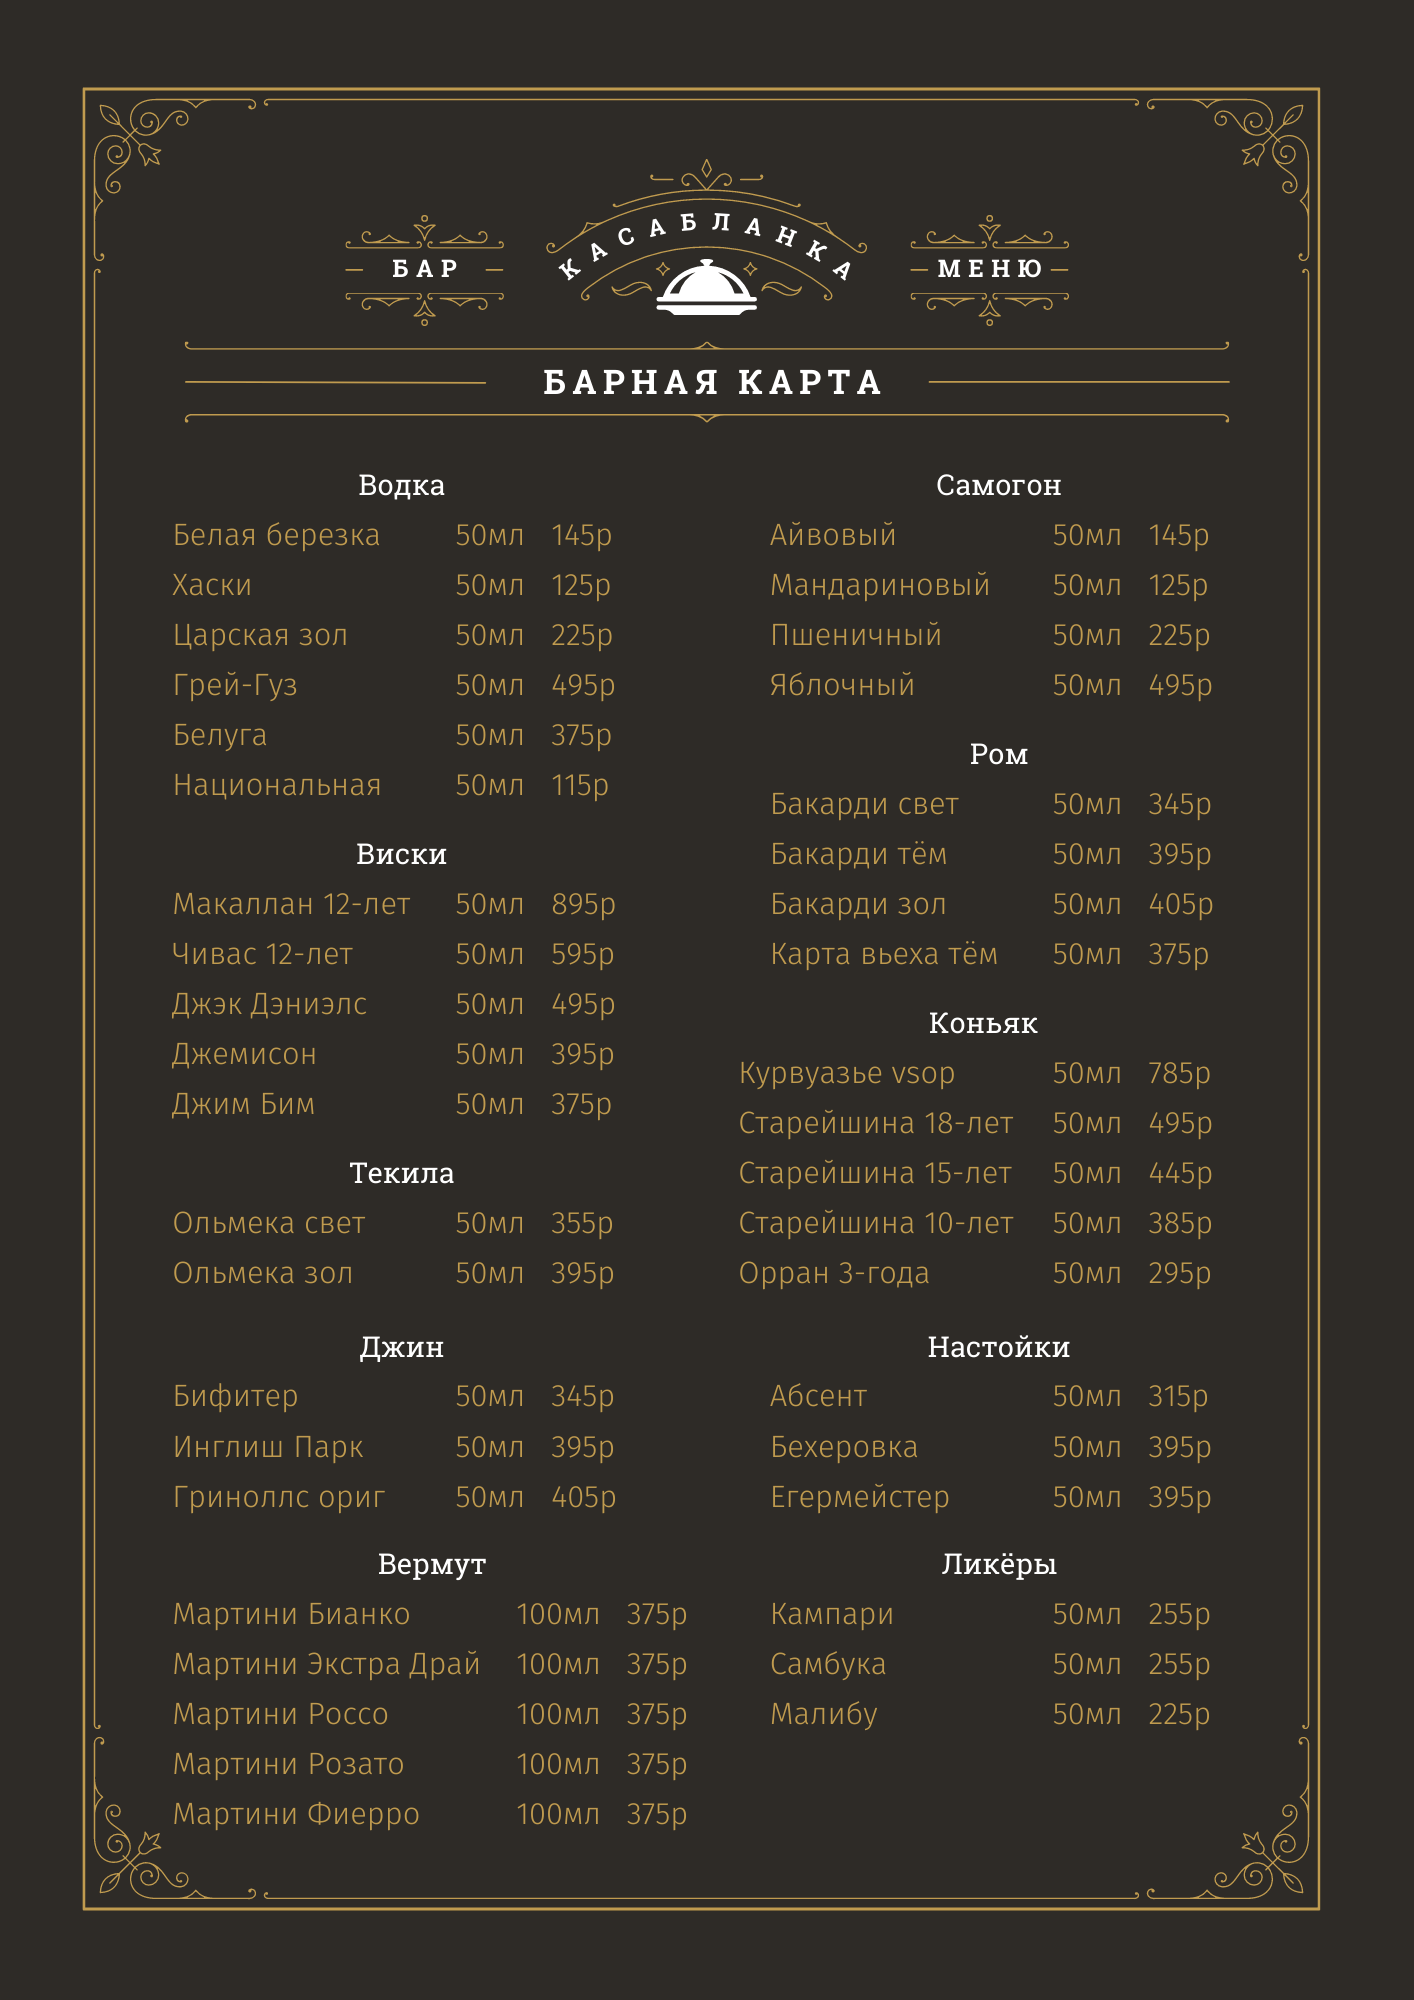 БАР
КАСАБЛАНКА
МЕНЮ
БАРНАЯ КАРТА
Водка
Белая березка 50мл 145р
Хаски 50мл 125р
Царская зол 50мл 225р
Грей-Гуз 50мл 495р
Белуга 50мл 375р
Национальная 50мл 115р
Виски
Макаллан 12-лет 50мл 895р
Чивас 12-лет 50мл 595р
Джэк Дэниэлс 50мл 495р
Джемисон 50мл 395р
Джим Бим 50мл 375р
Текила
Ольмека свет 50мл 355р
Ольмека зол 50мл 395р
Джин
Бифитер 50мл 345р
Инглиш Парк 50мл 395р
Гриноллс ориг 50мл 405р
Вермут
Мартини Бианко 100мл 375р
Мартини Экстра Драй 100мл 375р
Мартини Россо 100мл 375р
Мартини Розато 100мл 375р
Мартини Фиерро 100мл 375р
Самогон
Айвовый 50мл 145р
Мандариновый 50мл 125р
Пшеничный 50мл 225р
Яблочный 50мл 495р
Ром
Бакарди свет 50мл 345р
Бакарди тём 50мл 395р
Бакарди зол 50мл 405р
Карта вьеха тём 50мл 375р
Коньяк
Курвуазье vsop 50мл 785р
Старейшина 18-лет 50мл 495р
Старейшина 15-лет 50мл 445р
Старейшина 10-лет 50мл 385р
Орран 3-года 50мл 295р
Настойки
Абсент 50мл 315р
Бехеровка 50мл 395р
Егермейстер 50мл 395р
Ликёры
Кампари 50мл 255р
Самбука 50мл 255р
Малибу 50мл 225р